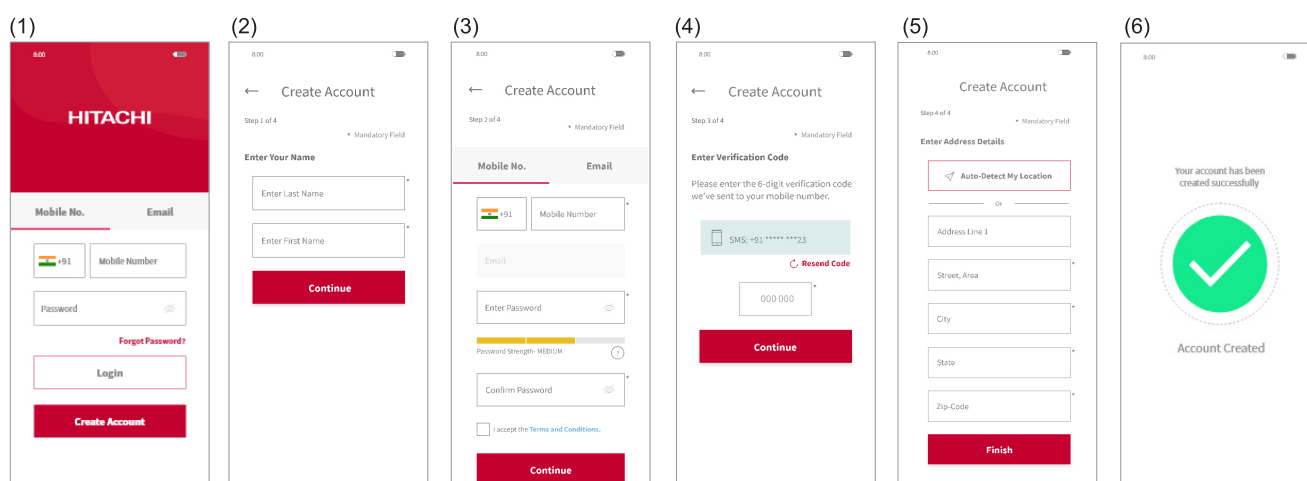 (1)
8:00
HITACHI
Mobile No. Email
+91 Mobile Number
Password
Forgot Password?
Login
Create Account
(2)
8:00
← Create Account
Step 1 of 4
* Mandatory Field
Enter Your Name
Enter Last Name *
Enter First Name *
Continue
(3)
8:00
← Create Account
Step 2 of 4
* Mandatory Field
Mobile No. Email
+91 Mobile Number *
Email
Enter Password *
Password Strength- MEDIUM ?
Confirm Password *
I accept the Terms and Conditions.
Continue
(4)
8:00
← Create Account
Step 3 of 4
* Mandatory Field
Enter Verification Code
Please enter the 6-digit verification code
we've sent to your mobile number.
SMS: +91 ***** ***23
Resend Code
000-000 *
Continue
(5)
8:00
Create Account
Step 4 of 4
* Mandatory Field
Enter Address Details
Auto-Detect My Location
Or
Address Line 1
Street, Area *
City *
State *
Zip-Code *
Finish
(6)
8:00
Your account has been
created successfully
Account Created